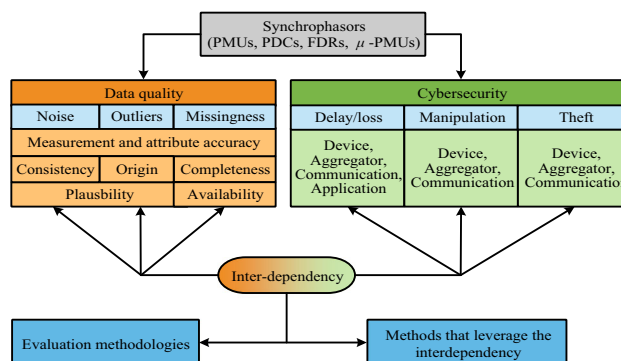 Synchrophasors
(PMUs, PDCs, FDRs, μ-PMUs)
Data quality
Noise Outliers Missingness
Measurement and attribute accuracy
Consistency Origin Completeness
Plausbility Availability
Cybersecurity
Delay/loss Manipulation Theft
Device,
Aggregator,
Communication,
Application
Device,
Aggregator,
Communication
Device,
Aggregator,
Communication
Inter-dependency
Evaluation methodologies
Methods that leverage the
interdependency